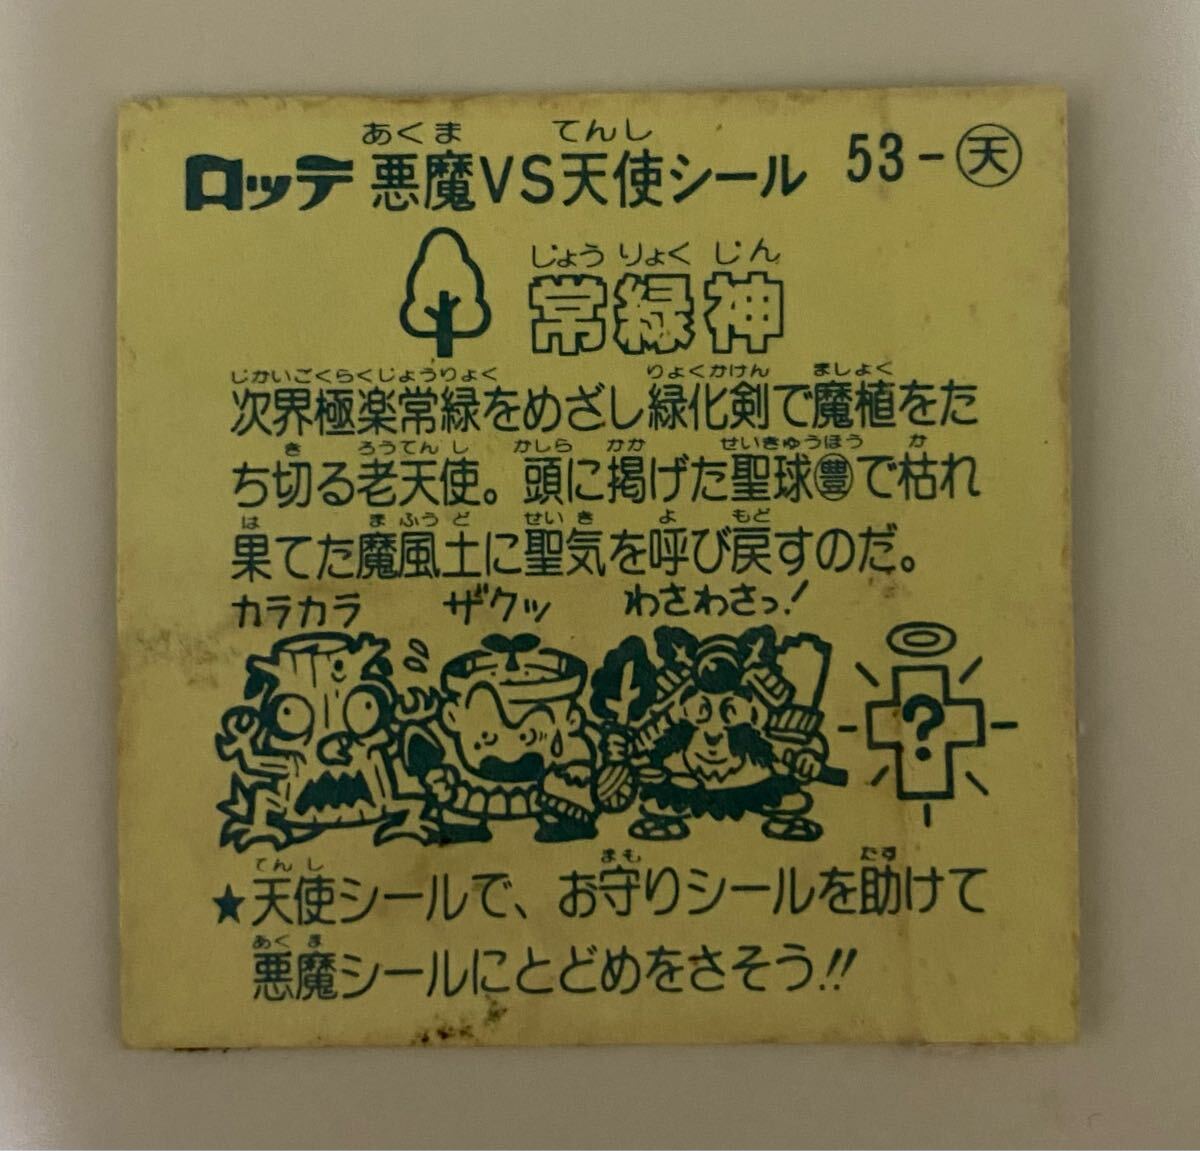 あくま てんし
ロッテ 悪魔VS天使シール 53-天
じょうりょくじん
常緑神
じかいごくらくじょうりょく りょくかけん ましょく
次界極楽常緑をめざし緑化剣で魔植をた
き ろうてんし かしら かか せいきゅうほう か
ち切る老天使。頭に掲げた聖球豊で枯れ
は まふうど せいき よ もど
果てた魔風土に聖気を呼び戻すのだ。
カラカラ ザクッ わさわさっ!
?
てんし まも たす
★天使シールで、お守りシールを助けて
あくま
悪魔シールにとどめをさそう!!